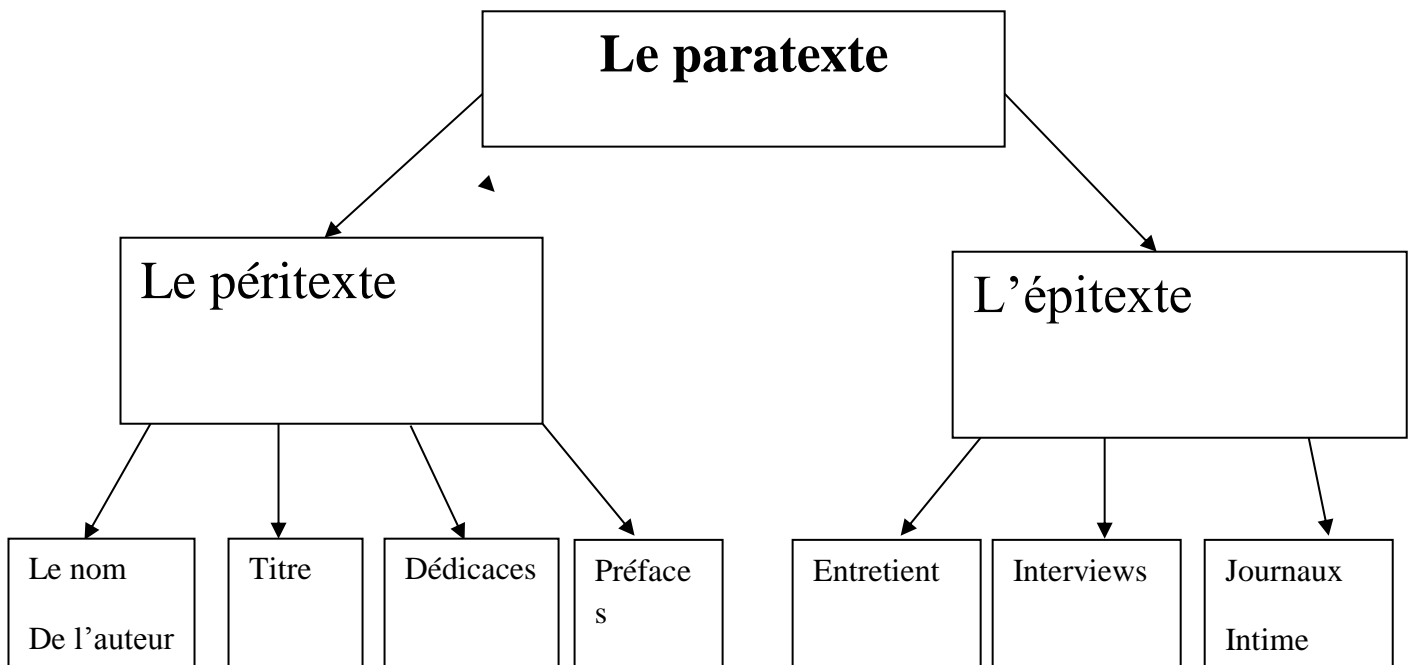 Le paratexte
Le péritexte
L’épitexte
Le nom
De l’auteur
Titre
Dédicaces
Préface
s
Entretient
Interviews
Journaux
Intime